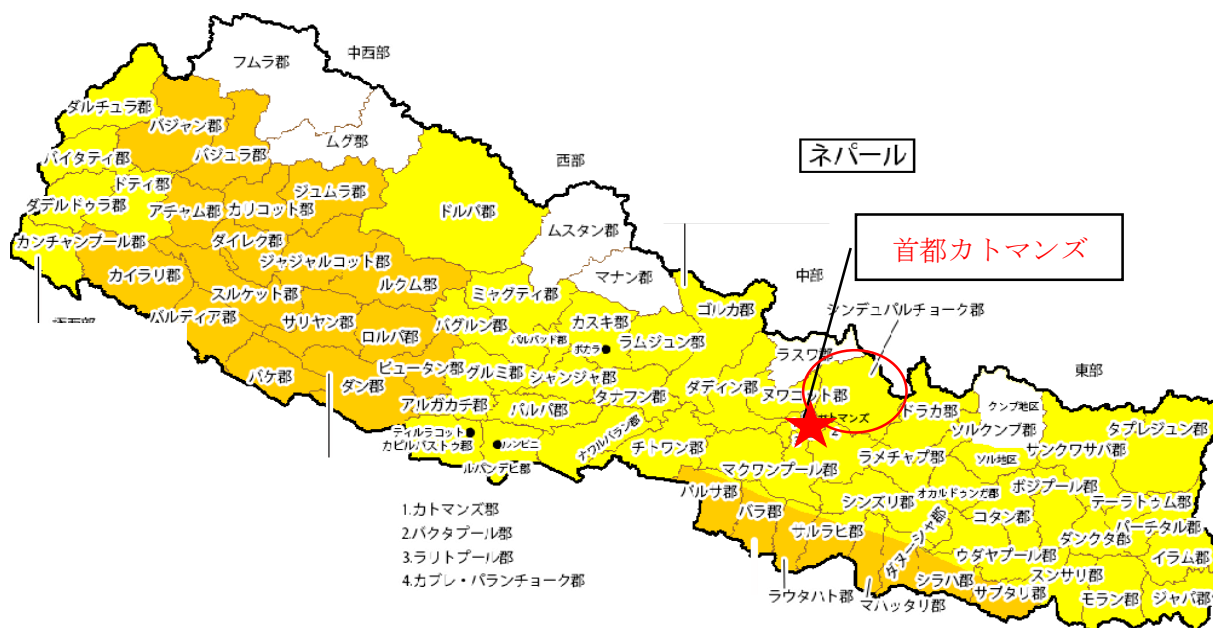 中西部
フムラ郡
ダルチュラ郡
バジャン郡
ムグ郡
バイタディ郡
バジュラ郡
西部
ネパール
ドティ郡
ジュムラ郡
ダデルドゥラ郡
アチャム郡
カリコット郡
ドルパ郡
ムスタン郡
カンチャンプール郡
ダイレク郡
首都カトマンズ
カイラリ郡
ジャジャルコット郡
マナン郡
中部
ルクム郡
ミャグティ郡
スルケット郡
ゴルカ郡
シンデュパルチョーク郡
バルディア郡
サリヤン郡
バグルン郡
カスキ郡
ロルパ郡
パルバッド郡
ポカラ
ラムジュン郡
ラスワ郡
東部
バケ郡
ダン郡
ピュータン郡
グルミ郡
シャンジャ郡
ダディン郡
ヌワコット郡
アルガカチ郡
パルパ郡
タナフン郡
ドラカ郡
クンブ地区
ソルクンブ郡
タプレジュン郡
ティルラコット
カピルバストゥ郡
ルンビニ
ナワルパラン郡
チトワン郡
2
ルパンデヒ郡
マクワンプール郡
ラメチャプ郡
ソル地区
サンクワサバ郡
パルサ郡
シンズリ郡
オカルドゥンガ郡
ボジプール郡
テーラトゥム郡
バラ郡
サルラヒ郡
ダヌーシャ郡
コタン郡
パーチタル郡
ダンクタ郡
ウダヤプール郡
イラム郡
シラハ郡
スンサリ郡
サプタリ郡
ラウタハト郡
マハッタリ郡
モラン郡
ジャパ郡
1.カトマンズ郡
2.バクタプール郡
3.ラリトプール郡
4.カブレ・パランチョーク郡